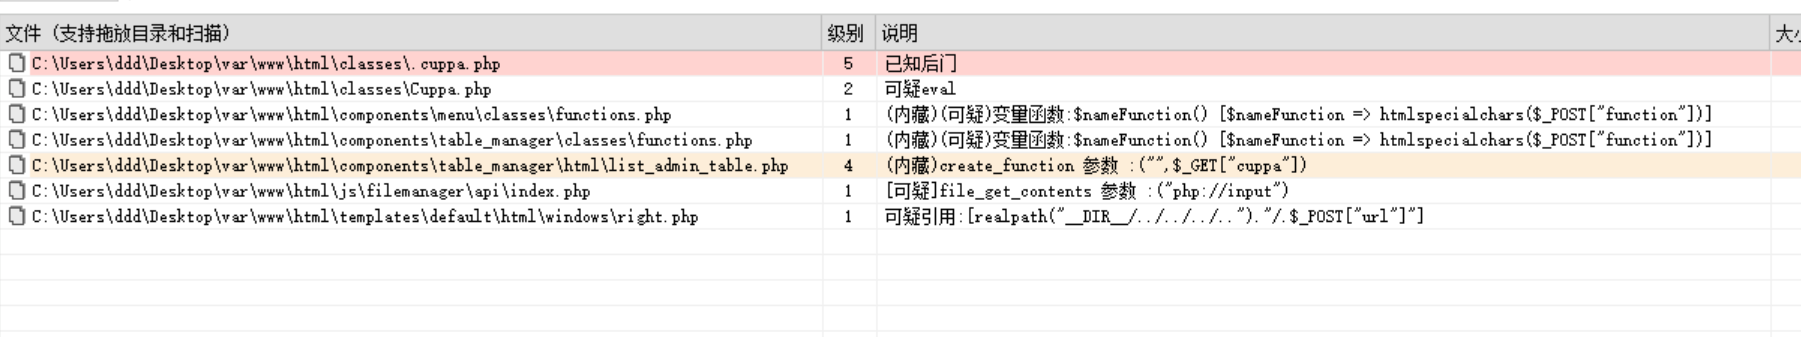 文件（支持拖放目录和扫描） 级别 说明 大小
C:\Users\ddd\Desktop\var\www\html\classes\.cuppa.php 5 已知后门
C:\Users\ddd\Desktop\var\www\html\classes\Cuppa.php 2 可疑eval
C:\Users\ddd\Desktop\var\www\html\components\menu\classes\functions.php 1 (内藏)(可疑)变量函数:$nameFunction() [$nameFunction => htmlspecialchars($_POST["function"])]
C:\Users\ddd\Desktop\var\www\html\components\table_manager\classes\functions.php 1 (内藏)(可疑)变量函数:$nameFunction() [$nameFunction => htmlspecialchars($_POST["function"])]
C:\Users\ddd\Desktop\var\www\html\components\table_manager\html\list_admin_table.php 4 (内藏)create_function 参数 :("",$_GET["cuppa"])
C:\Users\ddd\Desktop\var\www\html\js\filemanager\api\index.php 1 [可疑]file_get_contents 参数 :("php://input")
C:\Users\ddd\Desktop\var\www\html\templates\default\html\windows\right.php 1 可疑引用:[realpath("__DIR__/../../../..")."/.$_POST["url"]"]